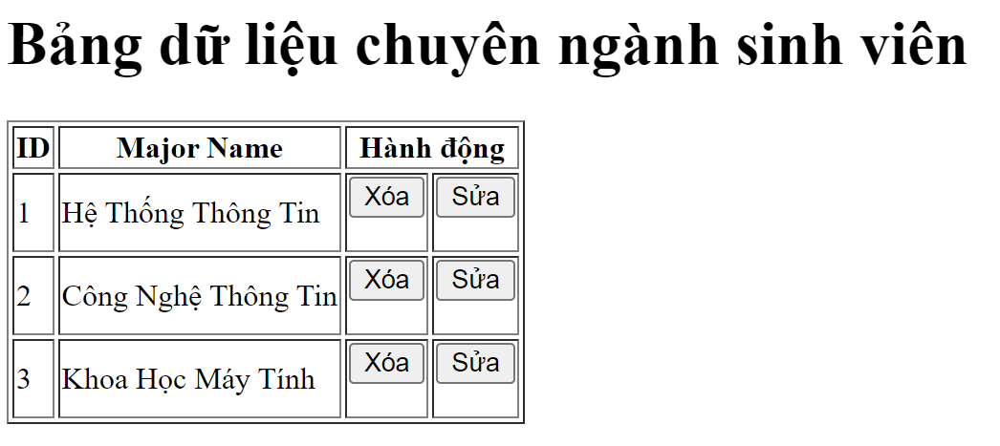 Bảng dữ liệu chuyên ngành sinh viên
ID Major Name Hành động
1 Hệ Thống Thông Tin Xóa Sửa
2 Công Nghệ Thông Tin Xóa Sửa
3 Khoa Học Máy Tính Xóa Sửa